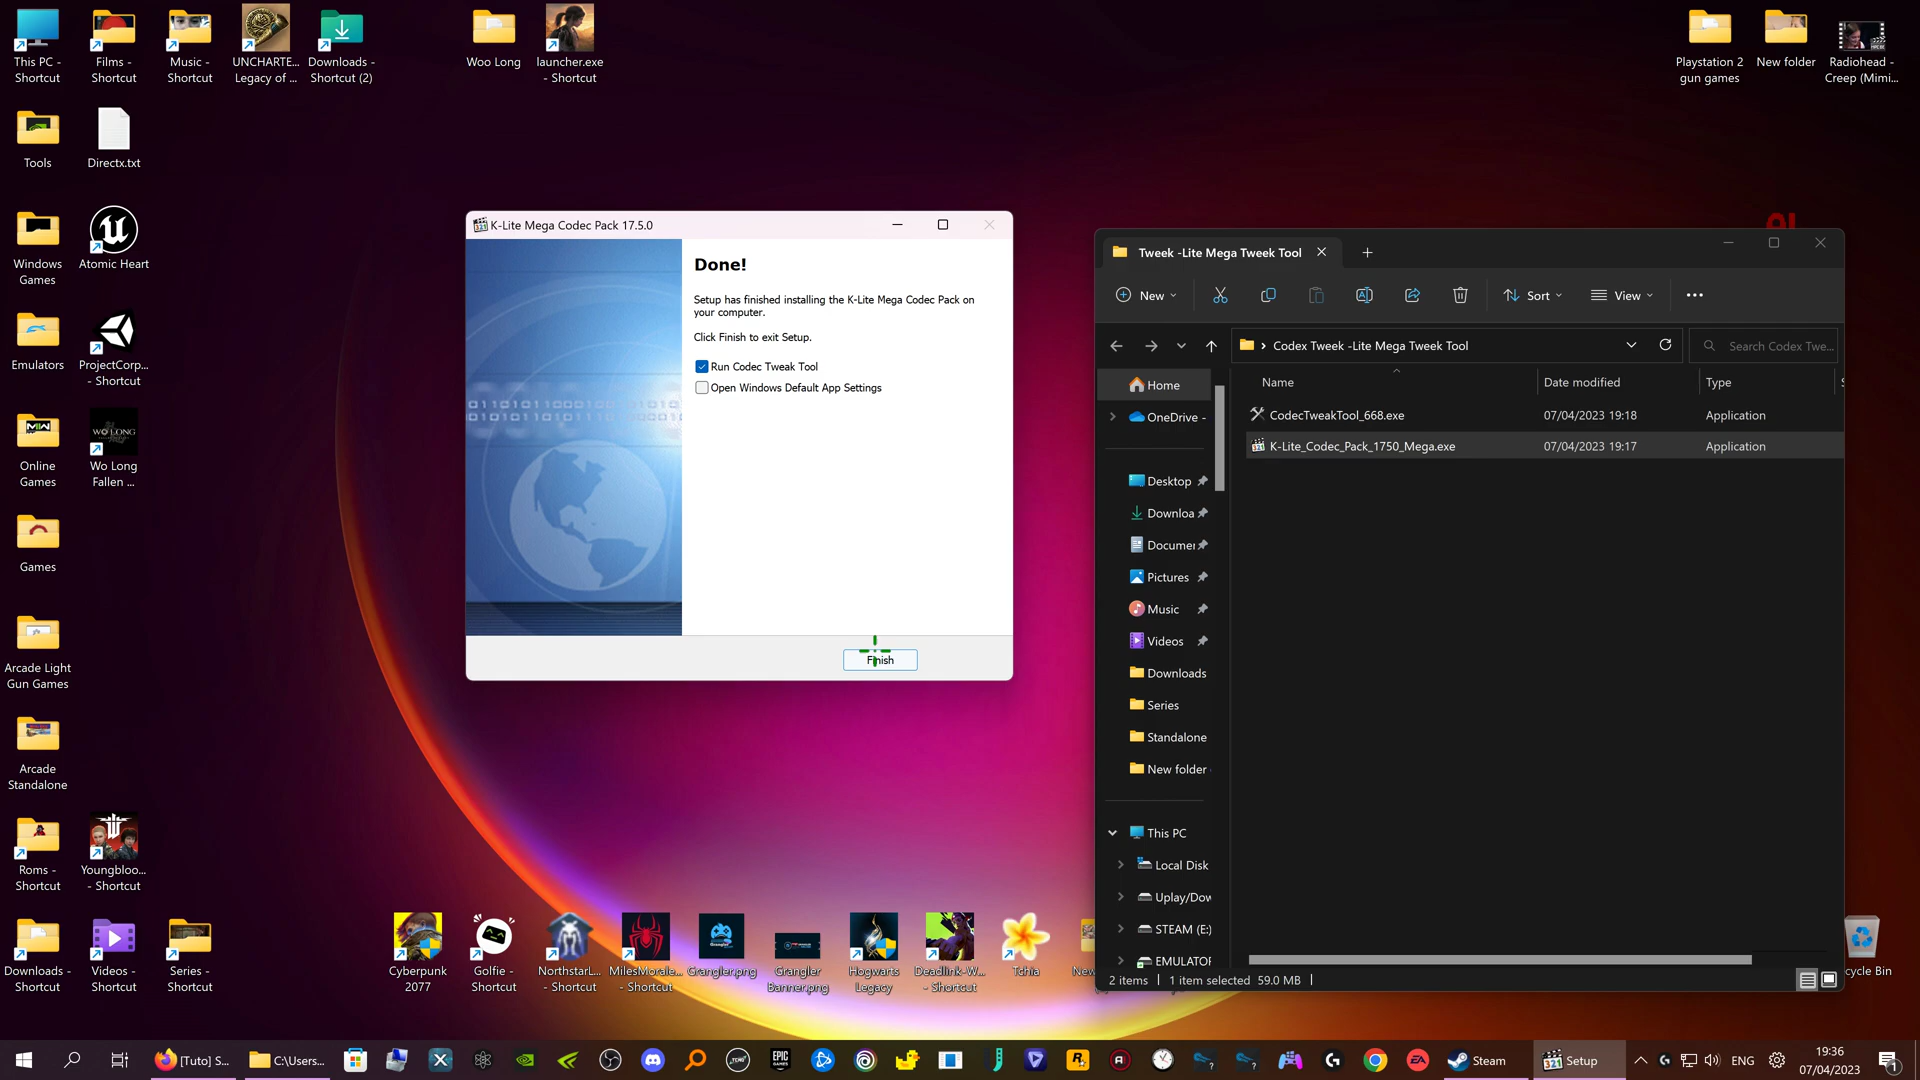 This PC -
Shortcut
Films -
Shortcut
Music -
Shortcut
UNCHARTE...
Legacy of ...
Downloads -
Shortcut (2)
Woo Long
launcher.exe
- Shortcut
Playstation 2
gun games
New folder
Radiohead -
Creep (Mimi...
Tools
Directx.txt
Windows
Games
Atomic Heart
Emulators
ProjectCorp...
- Shortcut
Online
Games
WO LONG
Wo Long
Fallen ...
Games
Arcade Light
Gun Games
Arcade
Standalone
Roms -
Shortcut
Youngbloo...
- Shortcut
Downloads -
Shortcut
Videos -
Shortcut
Series -
Shortcut
Cyberpunk
2077
Golfie -
Shortcut
NorthstarL...
- Shortcut
MilesMorale...
- Shortcut
Grangler.png
Grangler
Banner.png
Hogwarts
Legacy
Deadlink-W...
- Shortcut
Tchia
New
cycle Bin
K-Lite Mega Codec Pack 17.5.0
Done!
Setup has finished installing the K-Lite Mega Codec Pack on
your computer.
Click Finish to exit Setup.
Run Codec Tweak Tool
Open Windows Default App Settings
Finish
Tweek -Lite Mega Tweek Tool
New
Sort
View
Codex Tweek -Lite Mega Tweek Tool
Search Codex Twe...
Name
Date modified
Type
CodecTweakTool_668.exe 07/04/2023 19:18 Application
K-Lite_Codec_Pack_1750_Mega.exe 07/04/2023 19:17 Application
Home
OneDrive -
Desktop
Downloa
Documer
Pictures
Music
Videos
Downloads
Series
Standalone
New folder
This PC
Local Disk
Uplay/Dow
STEAM (E:)
EMULATOR
2 items
1 item selected 59.0 MB
[Tuto] S...
C:\Users...
Steam
Setup
ENG
19:36
07/04/2023